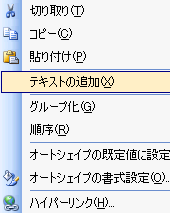 切り取り(T)
コピー(C)
貼り付け(P)
テキストの追加(X)
グループ化(G)
順序(R)
オートシェイプの既定値に設定
オートシェイプの書式設定(O)...
ハイパーリンク(H)...